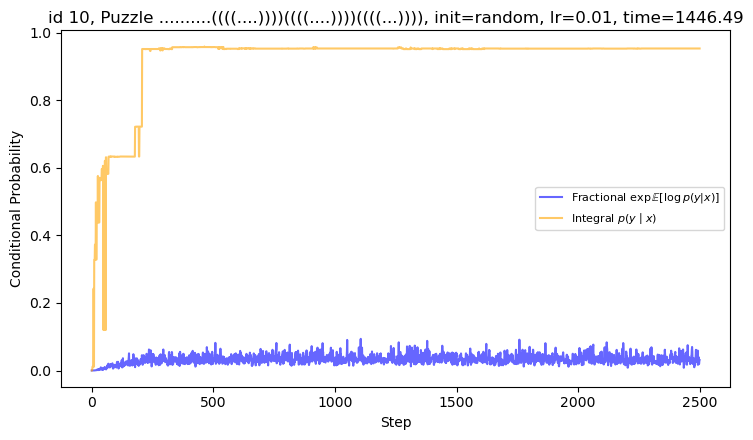 id 10, Puzzle ..........((((....))))((((....))))((((...)))), init=random, lr=0.01, time=1446.49
1.0
0.8
0.6
0.4
0.2
0.0
Conditional Probability
Fractional exp𝔼[log p(y|x)]
Integral p(y | x)
0 500 1000 1500 2000 2500
Step